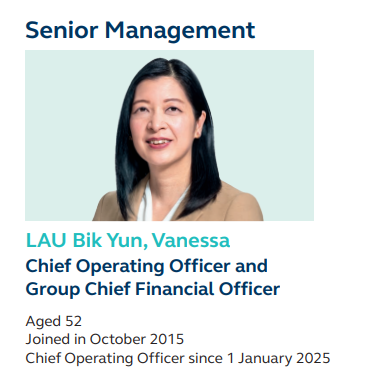 Senior Management
LAU Bik Yun, Vanessa
Chief Operating Officer and
Group Chief Financial Officer
Aged 52
Joined in October 2015
Chief Operating Officer since 1 January 2025